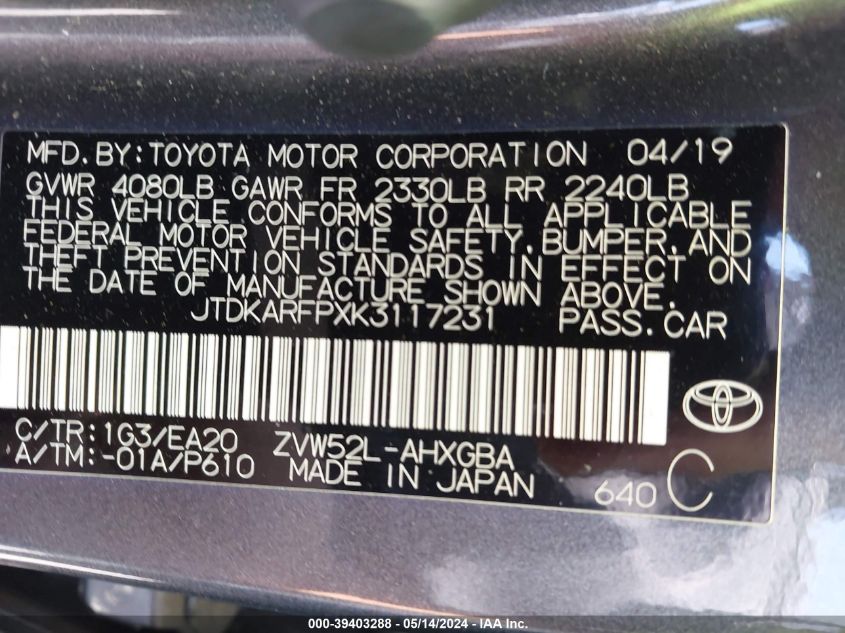 MFD.BY:TOYOTA MOTOR CORPORATION 04/19
GVWR 4080LB GAWR FR 2330LB RR 2240LB
THIS VEHICLE CONFORMS TO ALL APPLICABLE
FEDERAL MOTOR VEHICLE SAFETY,BUMPER,AND
THEFT PREVENTION STANDARDS IN EFFECT ON
THE DATE OF MANUFACTURE SHOWN ABOVE.
JTDKARFPXK3117231 PASS.CAR
C/TR:1G3/EA20 ZVW52L-AHXGBA
A/TM:-01A/P610 MADE IN JAPAN 640 C
000-39403288 - 05/14/2024 - IAA Inc.